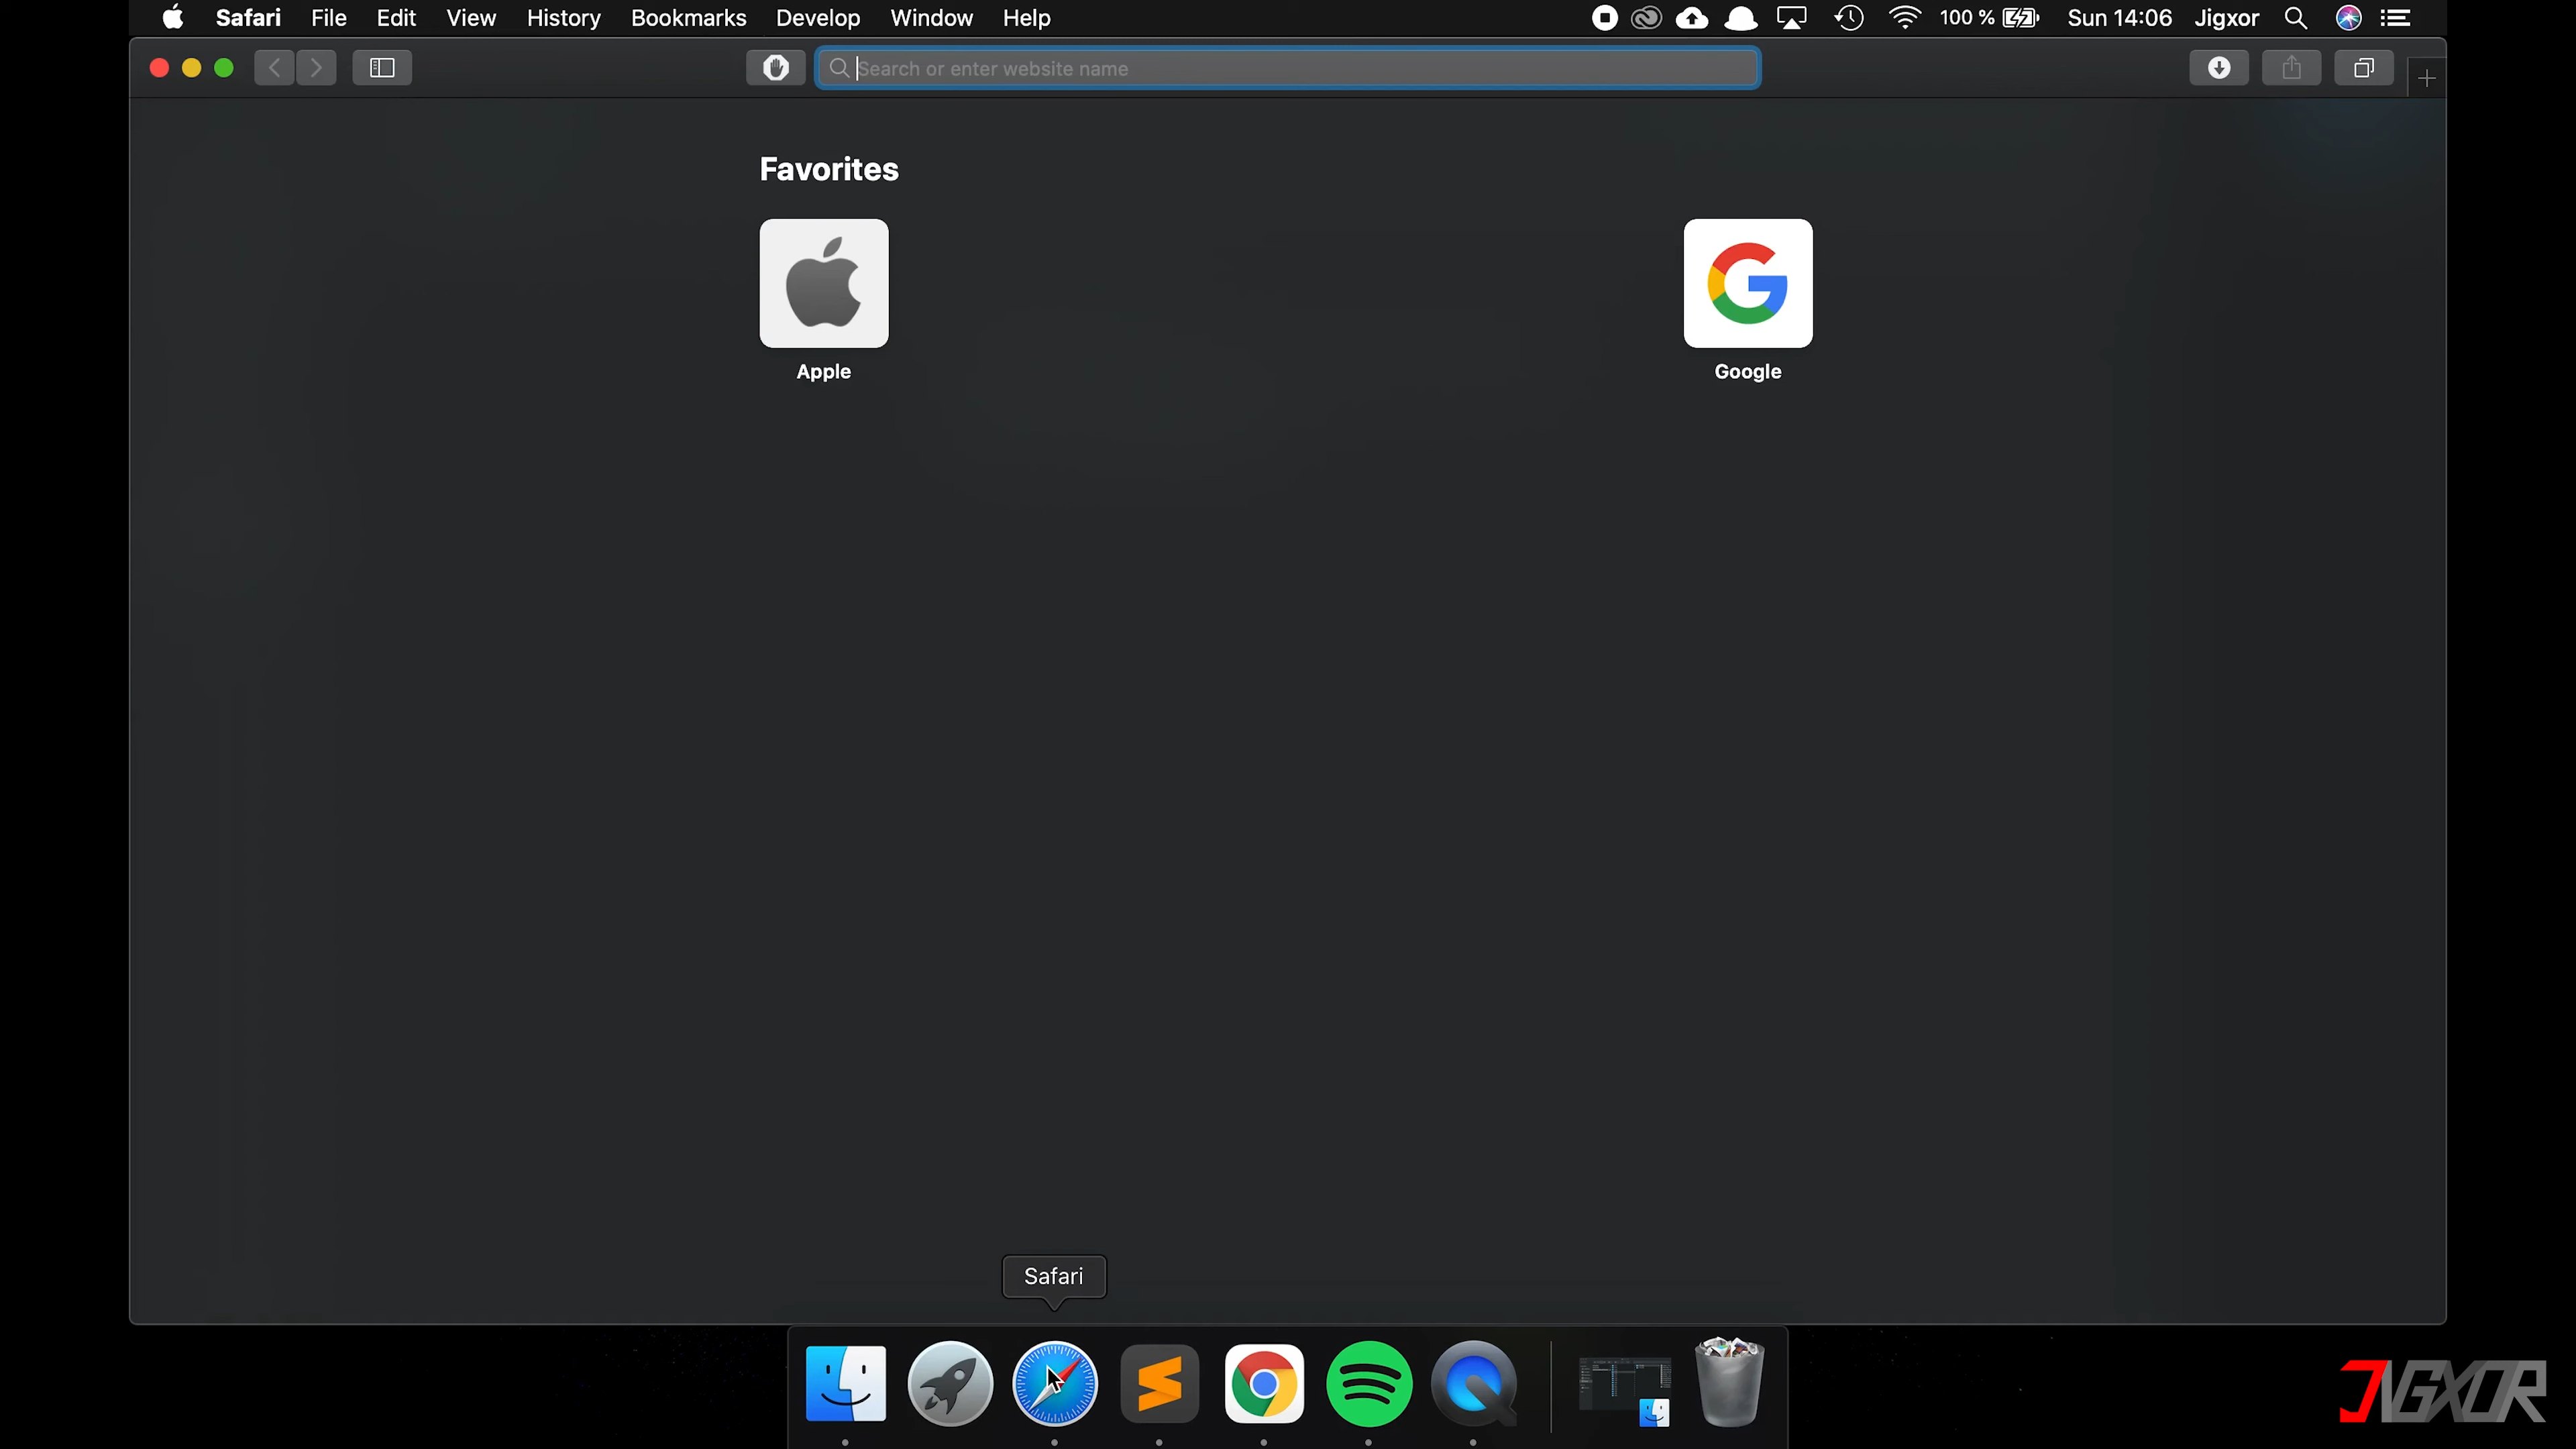 Safari File Edit View History Bookmarks Develop Window Help 100 % Sun 14:06 Jigxor
Search or enter website name
Favorites
Apple Google
Safari
JIGXOR